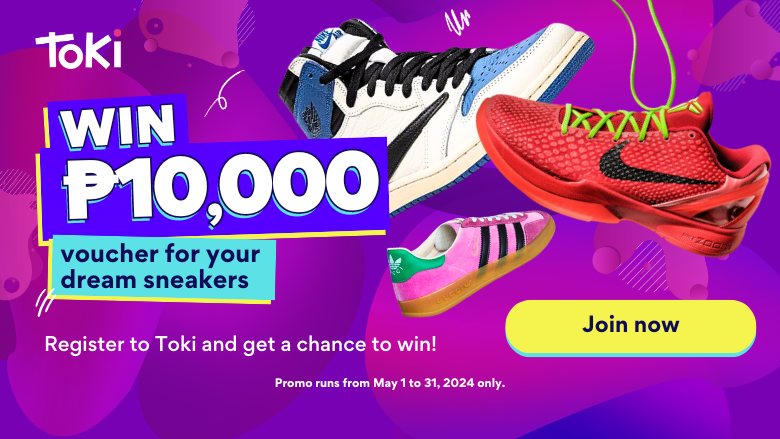 ToKi
WIN
₱10,000
voucher for your
dream sneakers
Register to Toki and get a chance to win!
Join now
Promo runs from May 1 to 31, 2024 only.